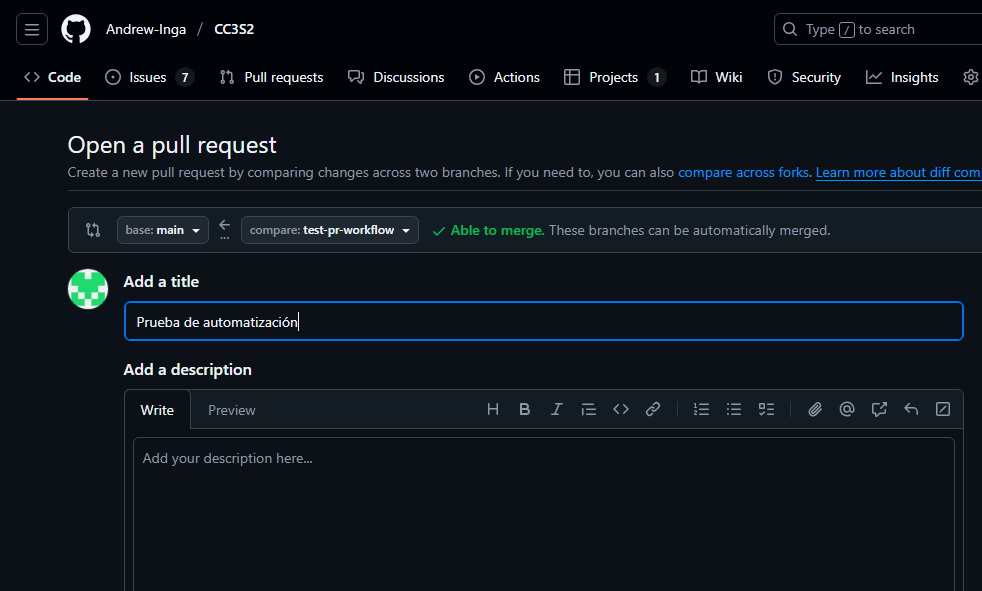 Andrew-Inga / CC3S2
Type / to search
Code Issues 7 Pull requests Discussions Actions Projects 1 Wiki Security Insights
Open a pull request
Create a new pull request by comparing changes across two branches. If you need to, you can also compare across forks. Learn more about diff com
base: main compare: test-pr-workflow Able to merge. These branches can be automatically merged.
Add a title
Prueba de automatización
Add a description
Write Preview
Add your description here...